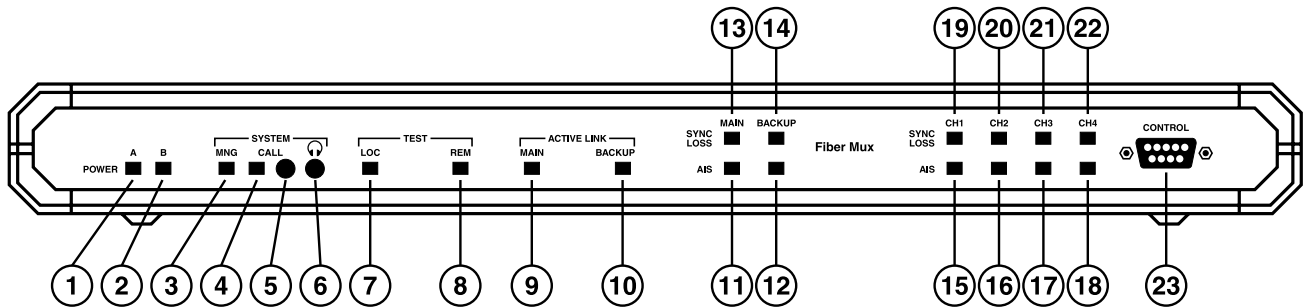 13 14 19 20 21 22
SYSTEM TEST ACTIVE LINK
A B MNG CALL LOC REM MAIN BACKUP
POWER
MAIN BACKUP
SYNC LOSS
AIS
Fiber Mux
CH1 CH2 CH3 CH4
SYNC LOSS
AIS
CONTROL
1 2 3 4 5 6 7 8 9 10 11 12 15 16 17 18 23